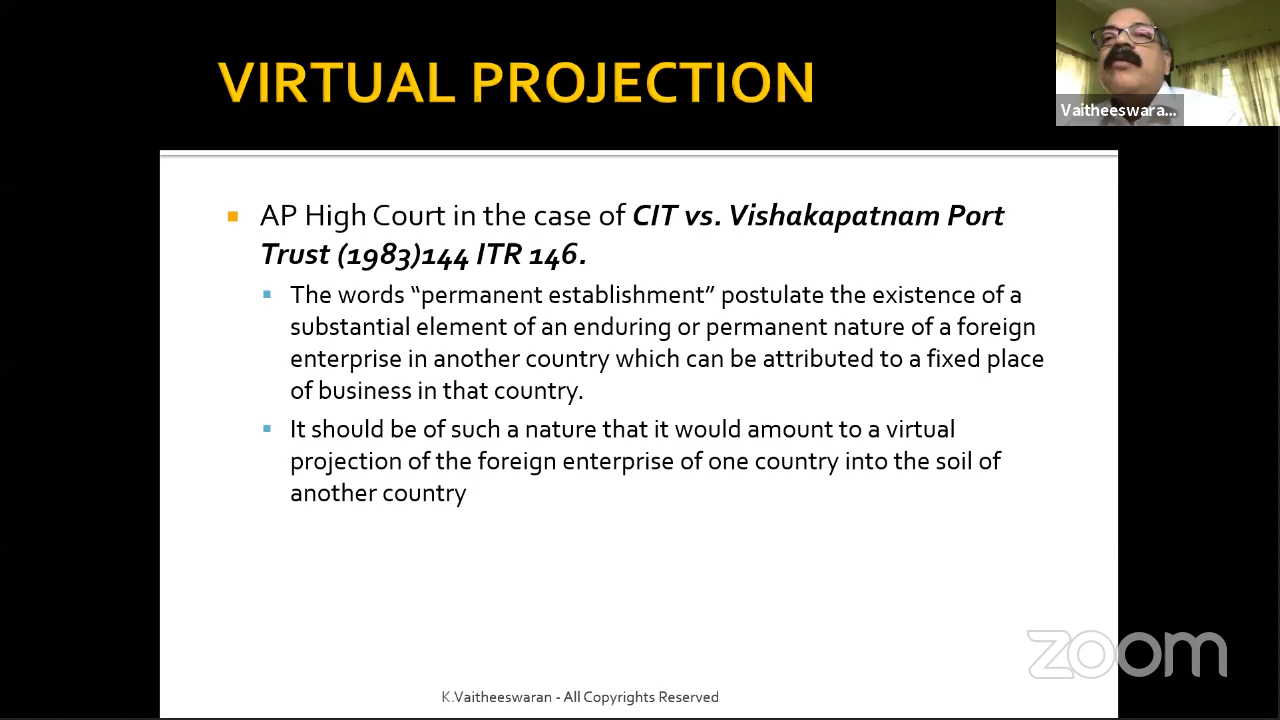 VIRTUAL PROJECTION
Vaitheeswara...
AP High Court in the case of CIT vs. Vishakapatnam Port
Trust (1983)144 ITR 146.
The words “permanent establishment” postulate the existence of a
substantial element of an enduring or permanent nature of a foreign
enterprise in another country which can be attributed to a fixed place
of business in that country.
It should be of such a nature that it would amount to a virtual
projection of the foreign enterprise of one country into the soil of
another country
zoom
K.Vaitheeswaran - All Copyrights Reserved